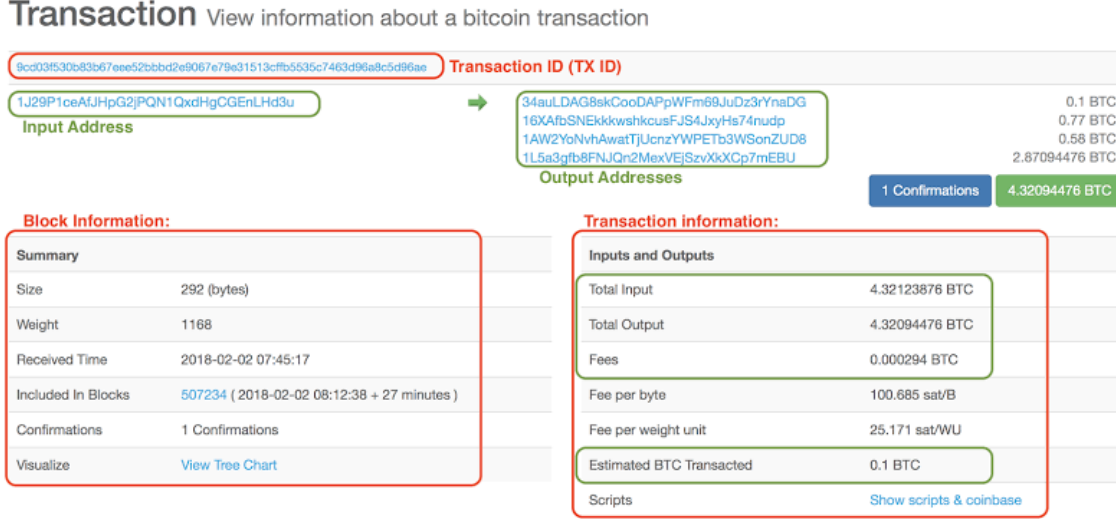 Transaction View information about a bitcoin transaction
9cd03f530b83b67eee52bbbd2e9067e79e31513cffb5535c7463d96a8c5d96ae Transaction ID (TX ID)
1J29P1ceAfJHpG2jPQN1QxdHgCGEnLHd3u
Input Address
34auLDAG8skCooDAPpWFm69JuDz3rYnaDG 0.1 BTC
16XAfbSNEkkkwshkcusFJS4JxyHs74nudp 0.77 BTC
1AW2YoNvhAwatTjUcnzYWPETb3WSonZUD8 0.58 BTC
1L5a3gfb8FNJQn2MexVEjSzvXkXCp7mEBU 2.87094476 BTC
Output Addresses
1 Confirmations 4.32094476 BTC
Block Information:
Summary
Size 292 (bytes)
Weight 1168
Received Time 2018-02-02 07:45:17
Included In Blocks 507234 ( 2018-02-02 08:12:38 + 27 minutes )
Confirmations 1 Confirmations
Visualize View Tree Chart
Transaction information:
Inputs and Outputs
Total Input 4.32123876 BTC
Total Output 4.32094476 BTC
Fees 0.000294 BTC
Fee per byte 100.685 sat/B
Fee per weight unit 25.171 sat/WU
Estimated BTC Transacted 0.1 BTC
Scripts Show scripts & coinbase